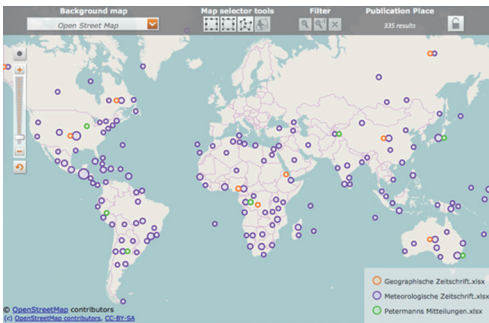 Background map
Map selector tools
Filter
Publication Place
Open Street Map
335 results
Geographische Zeitschrift.xlsx
Meteorologische Zeitschrift.xlsx
Petermanns Mitteilungen.xlsx
© OpenStreetMap contributors
(c) OpenStreetMap contributors, CC-BY-SA